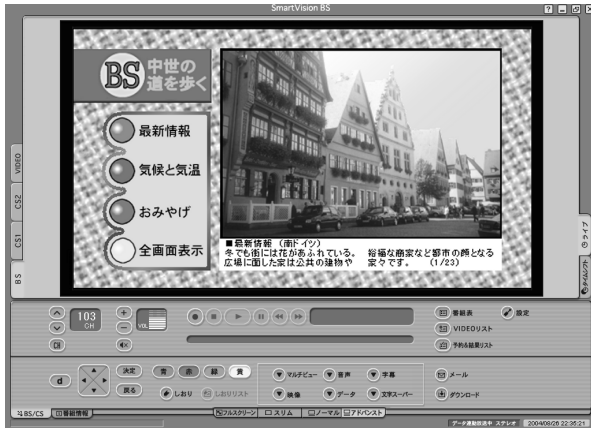 SmartVision BS
BS 中世の
道を歩く
最新情報
気候と気温
おみやげ
全画面表示
■最新情報 (南ドイツ)
冬でも街には花があふれている。 裕福な商家など都市の顔となる
広場に面した家は公共の建物や 家々です。 (1/23)
VIDEO
CS2
CS1
BS
ライブ
タイムシフト
103
CH
VOL
番組表
設定
VIDEOリスト
予約&結果リスト
d
決定
戻る
青 赤 緑 黄
しおり しおりリスト
マルチビュー 音声 字幕
映像 データ 文字スーパー
メール
ダウンロード
BS/CS 番組情報
フルスクリーン スリム ノーマル アドバンスト
データ連動放送中 ステレオ 2004/08/26 22:35:21